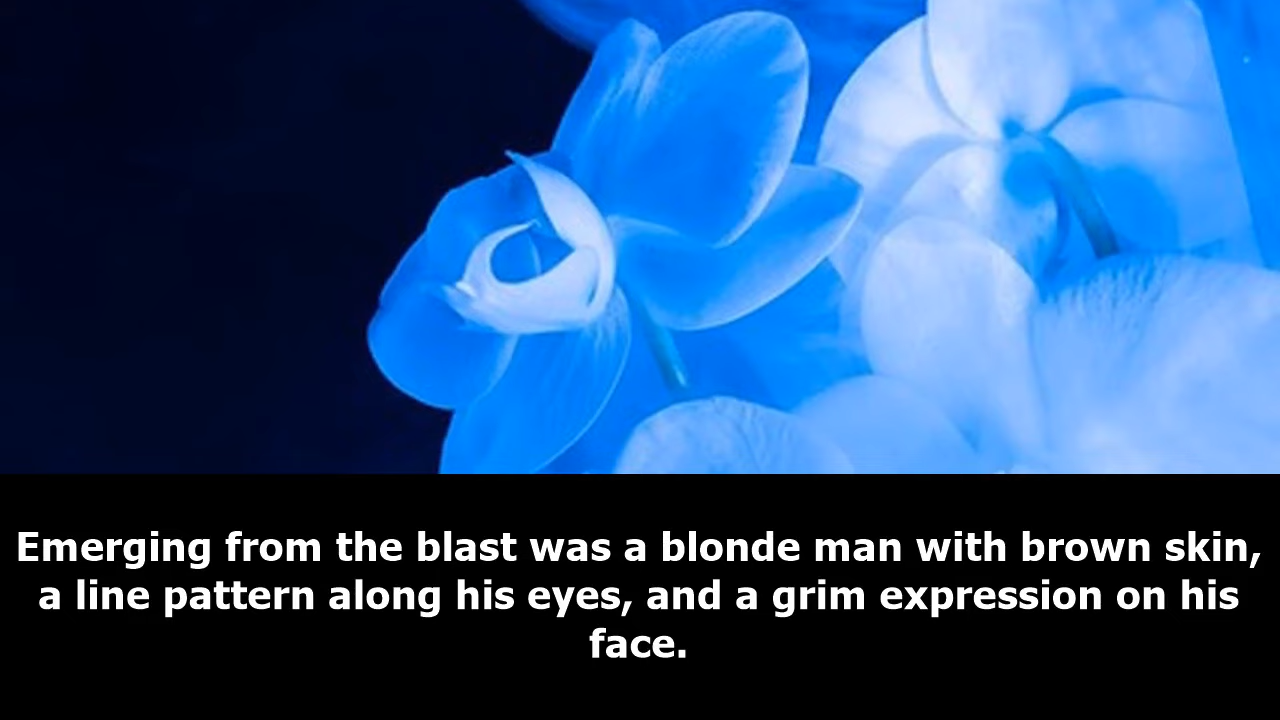 Emerging from the blast was a blonde man with brown skin,
a line pattern along his eyes, and a grim expression on his
face.